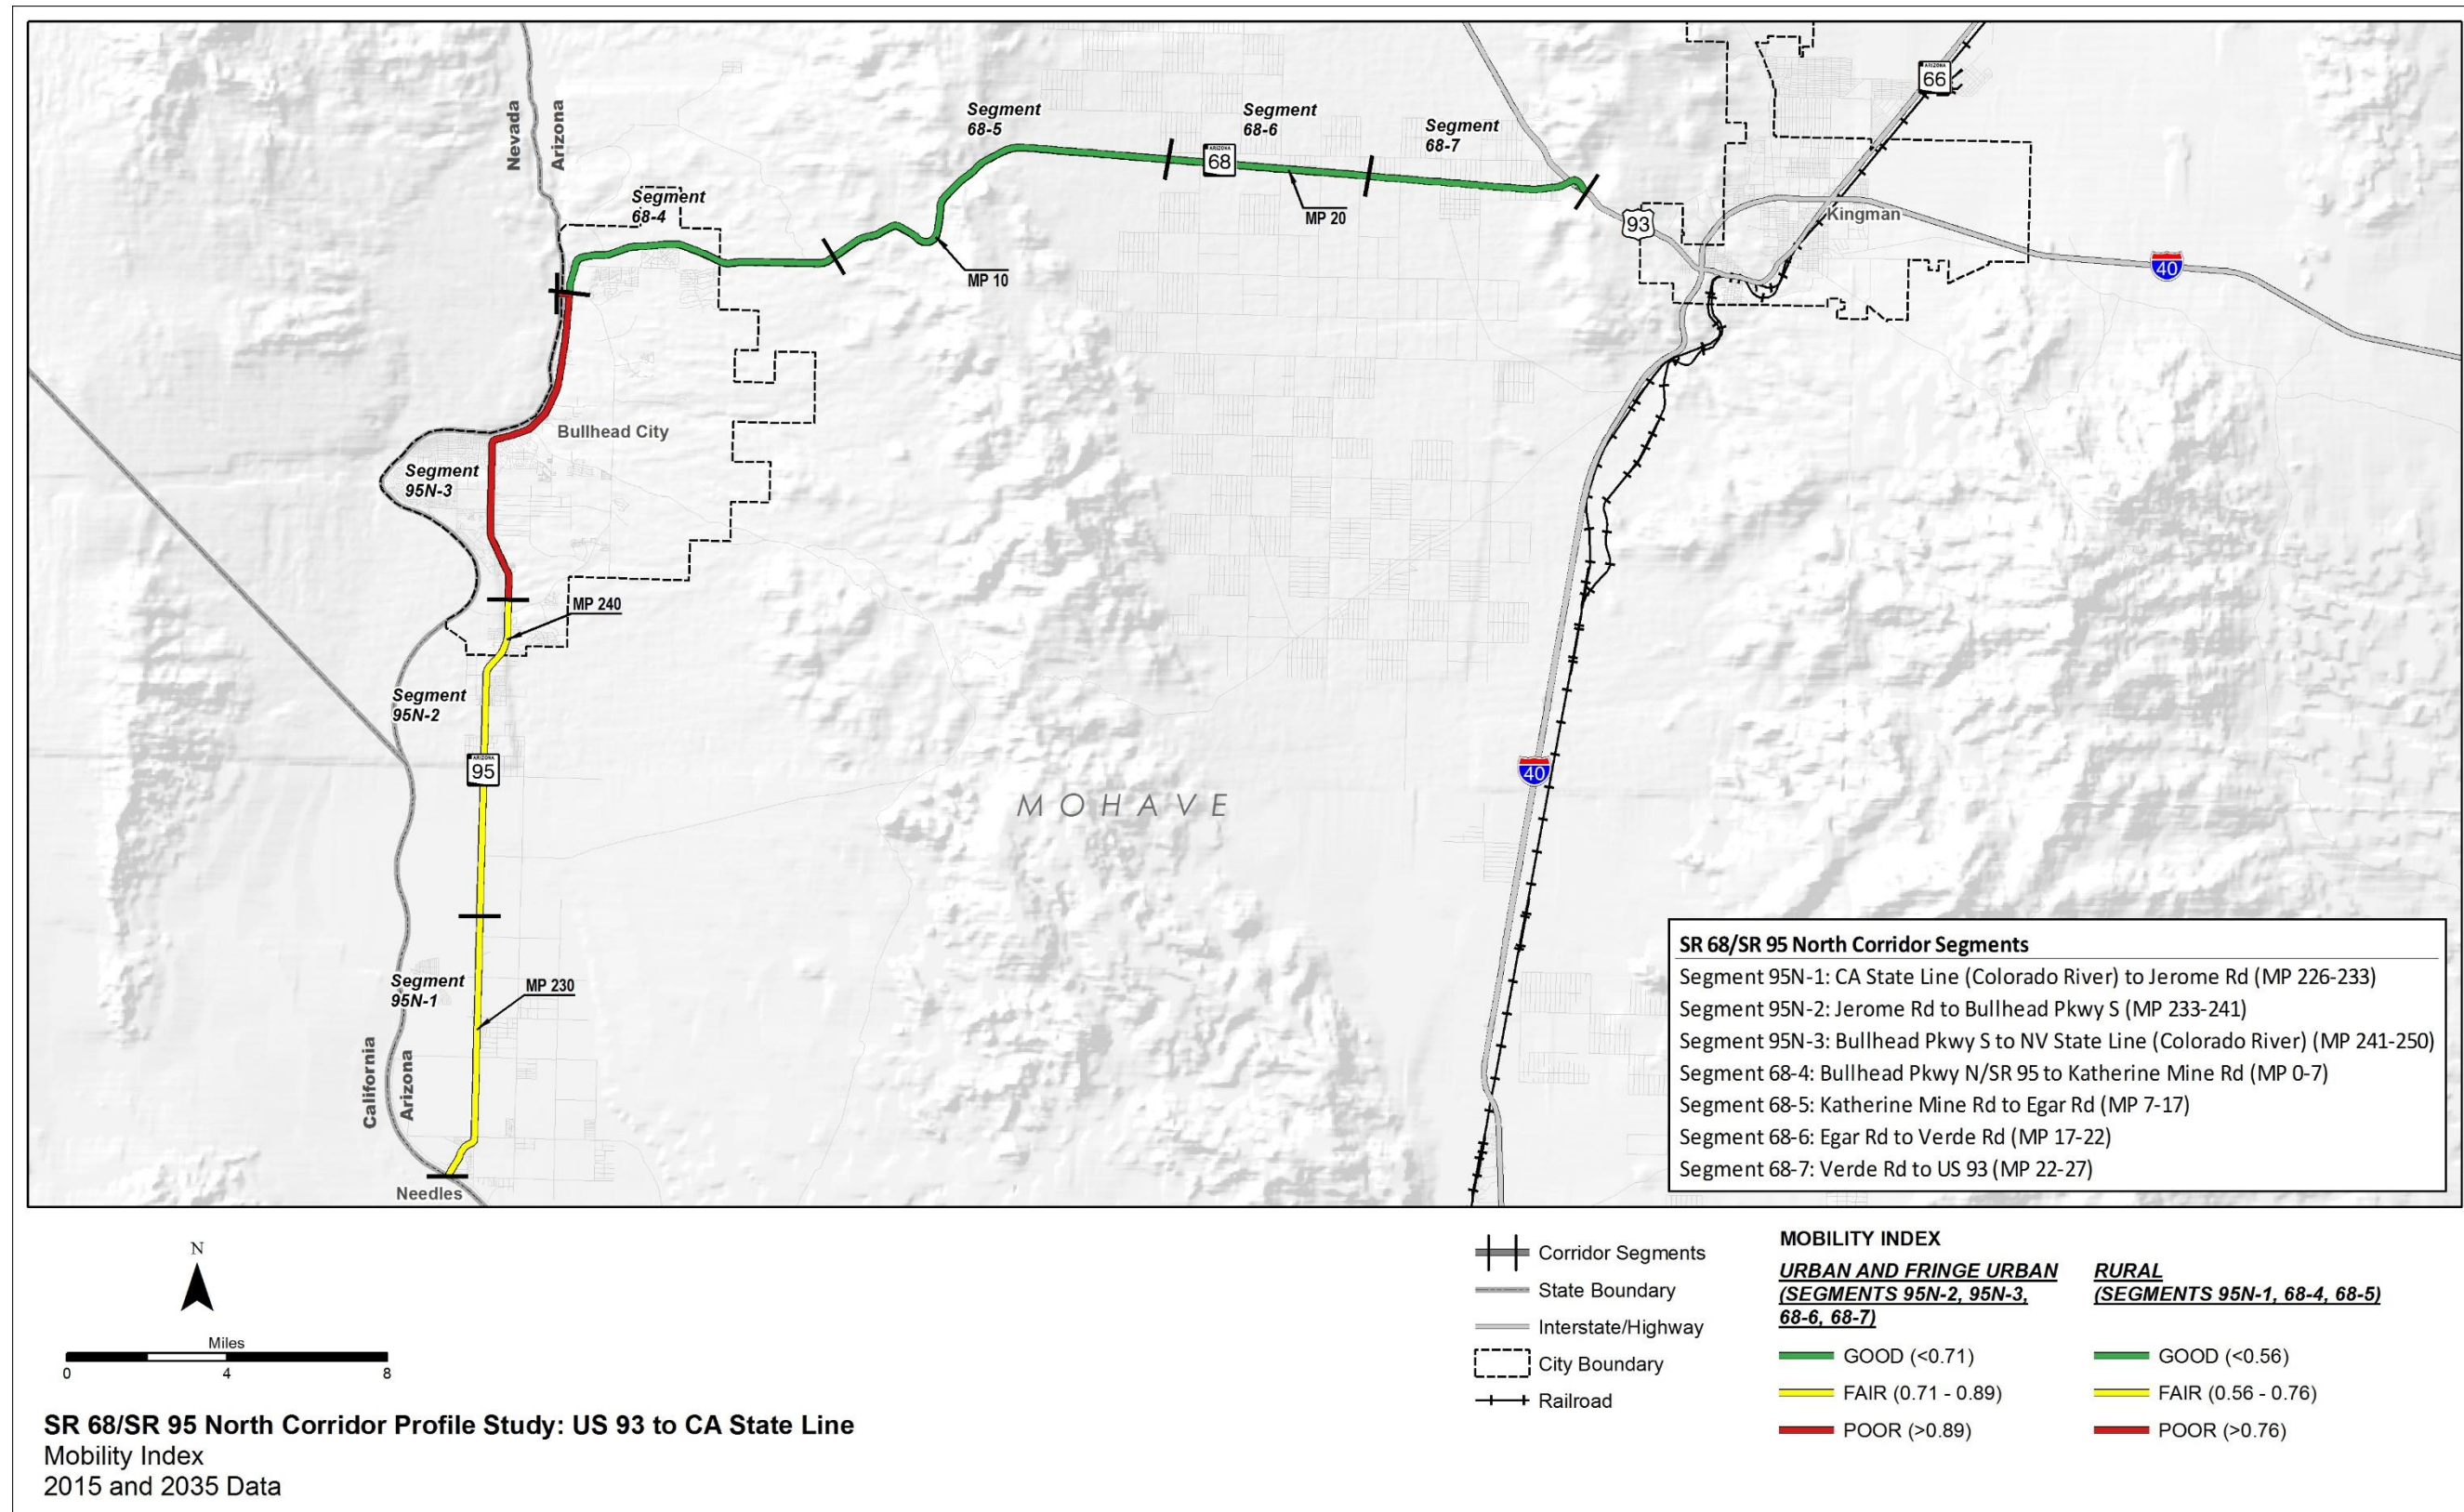 Nevada
Arizona
Segment
68-4
Segment
68-5
ARIZONA
68
Segment
68-6
Segment
68-7
MP 20
MP 10
ARIZONA
66
93
Kingman
40
Bullhead City
Segment
95N-3
MP 240
Segment
95N-2
ARIZONA
95
MOHAVE
40
Segment
95N-1
MP 230
California
Arizona
Needles
SR 68/SR 95 North Corridor Segments
Segment 95N-1: CA State Line (Colorado River) to Jerome Rd (MP 226-233)
Segment 95N-2: Jerome Rd to Bullhead Pkwy S (MP 233-241)
Segment 95N-3: Bullhead Pkwy S to NV State Line (Colorado River) (MP 241-250)
Segment 68-4: Bullhead Pkwy N/SR 95 to Katherine Mine Rd (MP 0-7)
Segment 68-5: Katherine Mine Rd to Egar Rd (MP 7-17)
Segment 68-6: Egar Rd to Verde Rd (MP 17-22)
Segment 68-7: Verde Rd to US 93 (MP 22-27)
N
Miles
0 4 8
SR 68/SR 95 North Corridor Profile Study: US 93 to CA State Line
Mobility Index
2015 and 2035 Data
Corridor Segments
State Boundary
Interstate/Highway
City Boundary
Railroad
MOBILITY INDEX
URBAN AND FRINGE URBAN
(SEGMENTS 95N-2, 95N-3,
68-6, 68-7)
GOOD (<0.71)
FAIR (0.71 - 0.89)
POOR (>0.89)
RURAL
(SEGMENTS 95N-1, 68-4, 68-5)
GOOD (<0.56)
FAIR (0.56 - 0.76)
POOR (>0.76)